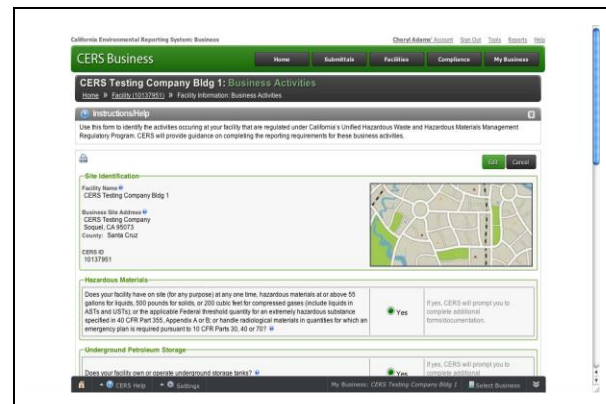 California Environmental Reporting System: Business
Cheryl Adams' Account Sign Out Tools Reports Help
CERS Business
Home Submittals Facilities Compliance My Business
CERS Testing Company Bldg 1: Business Activities
Home » Facility (10137951) » Facility Information: Business Activities
Instructions/Help
Use this form to identify the activities occuring at your facility that are regulated under California's Unified Hazardous Waste and Hazardous Materials Management
Regulatory Program. CERS will provide guidance on completing the reporting requirements for these business activities.
Edit Cancel
Site Identification
Facility Name
CERS Testing Company Bldg 1
Business Site Address
CERS Testing Company
Soquel, CA 95073
County: Santa Cruz
CERS ID
10137951
Hazardous Materials
Does your facility have on site (for any purpose) at any one time, hazardous materials at or above 55
gallons for liquids, 500 pounds for solids, or 200 cubic feet for compressed gases (include liquids in
ASTs and USTs); or the applicable Federal threshold quantity for an extremely hazardous substance
specified in 40 CFR Part 355, Appendix A or B; or handle radiological materials in quantities for which an
emergency plan is required pursuant to 10 CFR Parts 30, 40 or 70?
Yes
If yes, CERS will prompt you to
complete additional
forms/documentation.
Underground Petroleum Storage
Does your facility own or operate underground storage tanks?
Yes
If yes, CERS will prompt you to
complete additional
CERS Help Settings
My Business: CERS Testing Company Bldg 1 Select Business